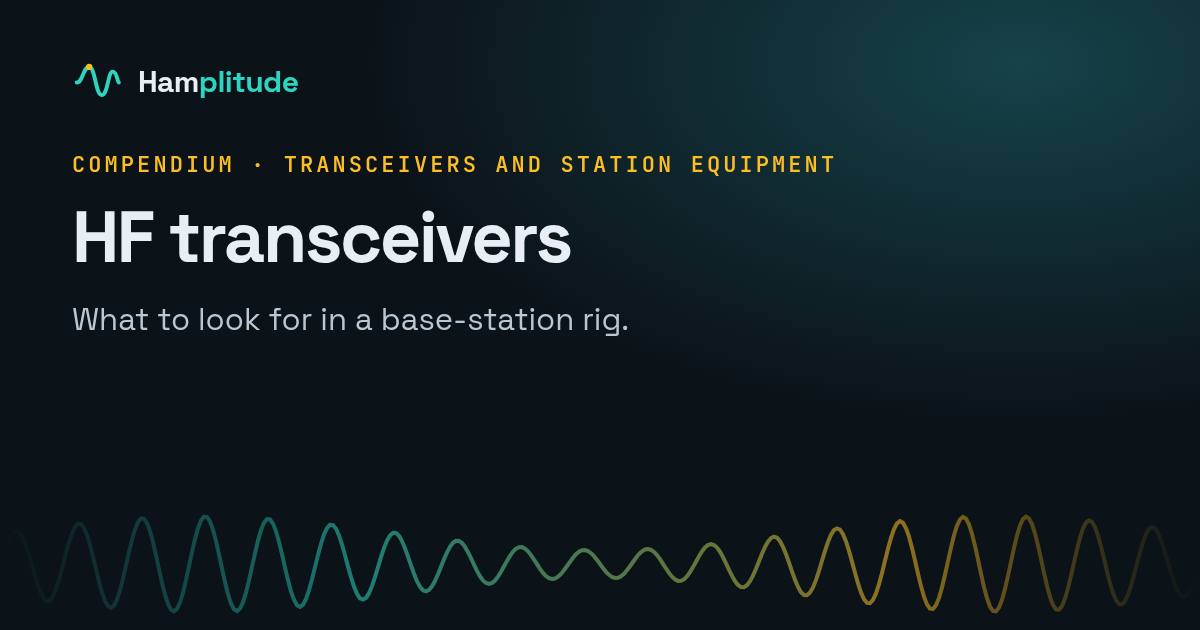 Hamplitude
COMPENDIUM · TRANSCEIVERS AND STATION EQUIPMENT
HF transceivers
What to look for in a base-station rig.